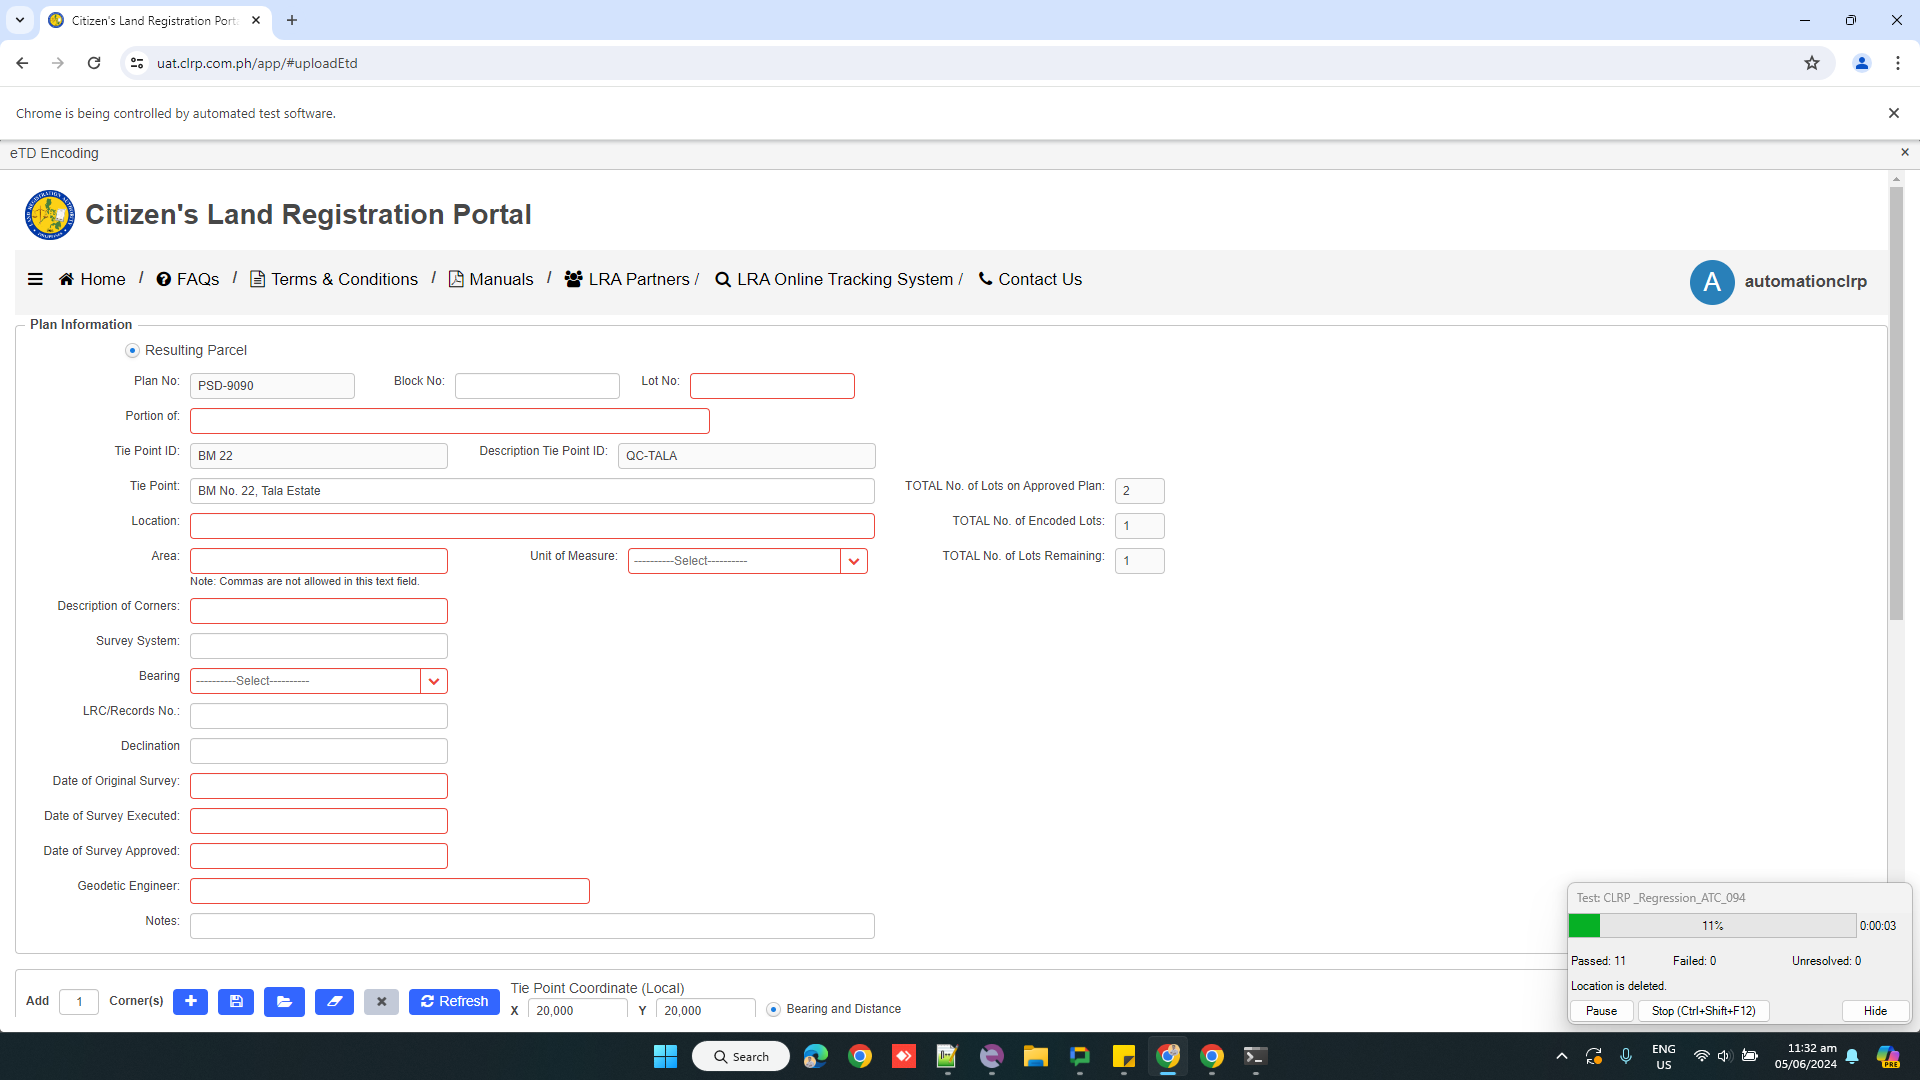 Citizen's Land Registration Porta
uat.clrp.com.ph/app/#uploadEtd
Chrome is being controlled by automated test software.
eTD Encoding
Citizen's Land Registration Portal
Home / FAQs / Terms & Conditions / Manuals / LRA Partners / LRA Online Tracking System / Contact Us
A automationclrp
Plan Information
Resulting Parcel
Plan No: PSD-9090 Block No: Lot No:
Portion of:
Tie Point ID: BM 22 Description Tie Point ID: QC-TALA
Tie Point: BM No. 22, Tala Estate TOTAL No. of Lots on Approved Plan: 2
Location: TOTAL No. of Encoded Lots: 1
Area: Unit of Measure: ----------Select---------- TOTAL No. of Lots Remaining: 1
Note: Commas are not allowed in this text field.
Description of Corners:
Survey System:
Bearing ----------Select----------
LRC/Records No.:
Declination
Date of Original Survey:
Date of Survey Executed:
Date of Survey Approved:
Geodetic Engineer:
Notes:
Add 1 Corner(s) Refresh
Tie Point Coordinate (Local)
X 20,000 Y 20,000 Bearing and Distance
Test: CLRP _Regression_ATC_094
11% 0:00:03
Passed: 11 Failed: 0 Unresolved: 0
Location is deleted.
Pause Stop (Ctrl+Shift+F12) Hide
Search
ENG
US
11:32 am
05/06/2024
PRE